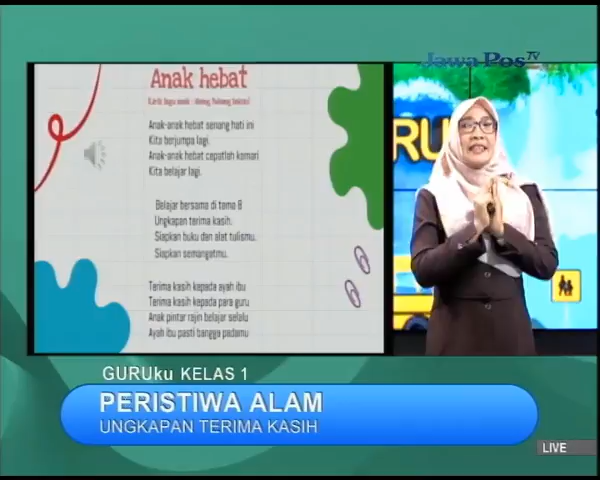 Jawa Pos TV
Anak hebat
Anak-anak hebat senang hati ini
Kita berjumpa lagi.
Anak-anak hebat cepatlah kemari
Kita belajar lagi.
Belajar bersama di tema 8
Ungkapan terima kasih.
Siapkan buku dan alat tulismu.
Siapkan semangatmu.
Terima kasih kepada ayah ibu
Terima kasih kepada para guru
Anak pintar rajin belajar selalu
Ayah ibu pasti bangga padamu
RU
GURUku KELAS 1
PERISTIWA ALAM
UNGKAPAN TERIMA KASIH
LIVE